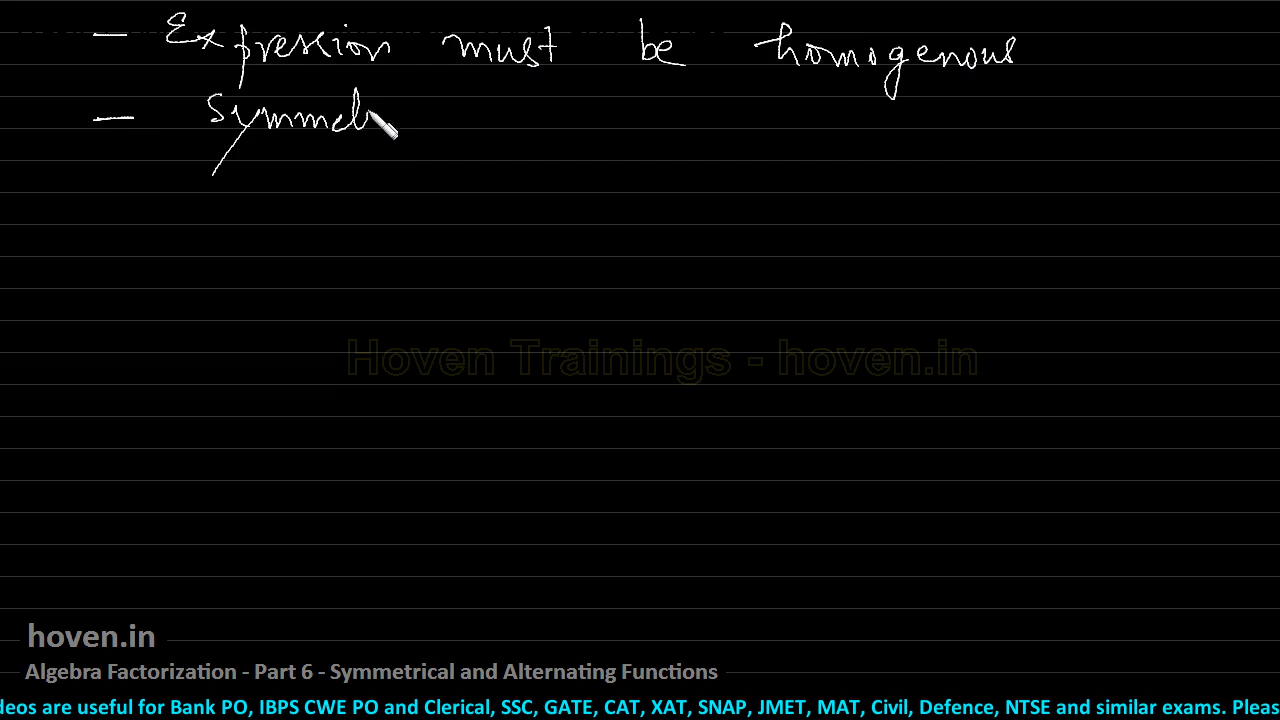 - Expression must be homogenous
- Symmet
Hoven Trainings - hoven.in
hoven.in
Algebra Factorization - Part 6 - Symmetrical and Alternating Functions
deos are useful for Bank PO, IBPS CWE PO and Clerical, SSC, GATE, CAT, XAT, SNAP, JMET, MAT, Civil, Defence, NTSE and similar exams. Pleas